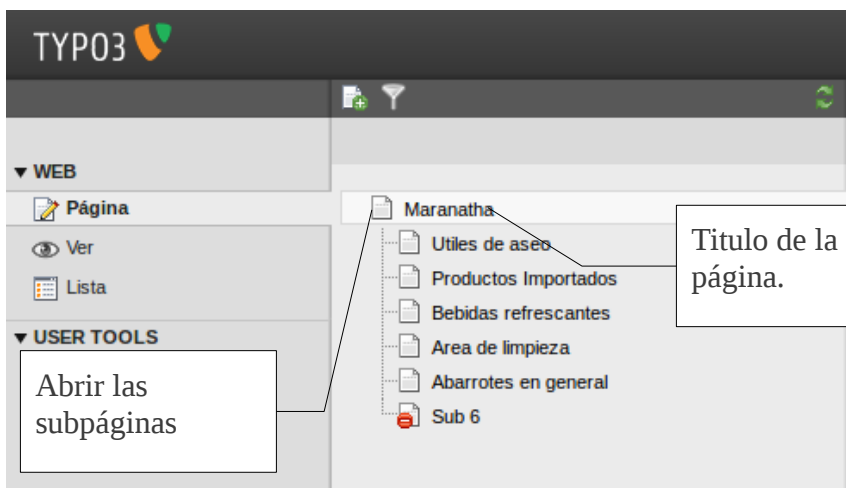 TYPO3
WEB
Página
Ver
Lista
USER TOOLS
Maranatha
Utiles de aseo
Productos Importados
Bebidas refrescantes
Area de limpieza
Abarrotes en general
Sub 6
Titulo de la
página.
Abrir las
subpáginas